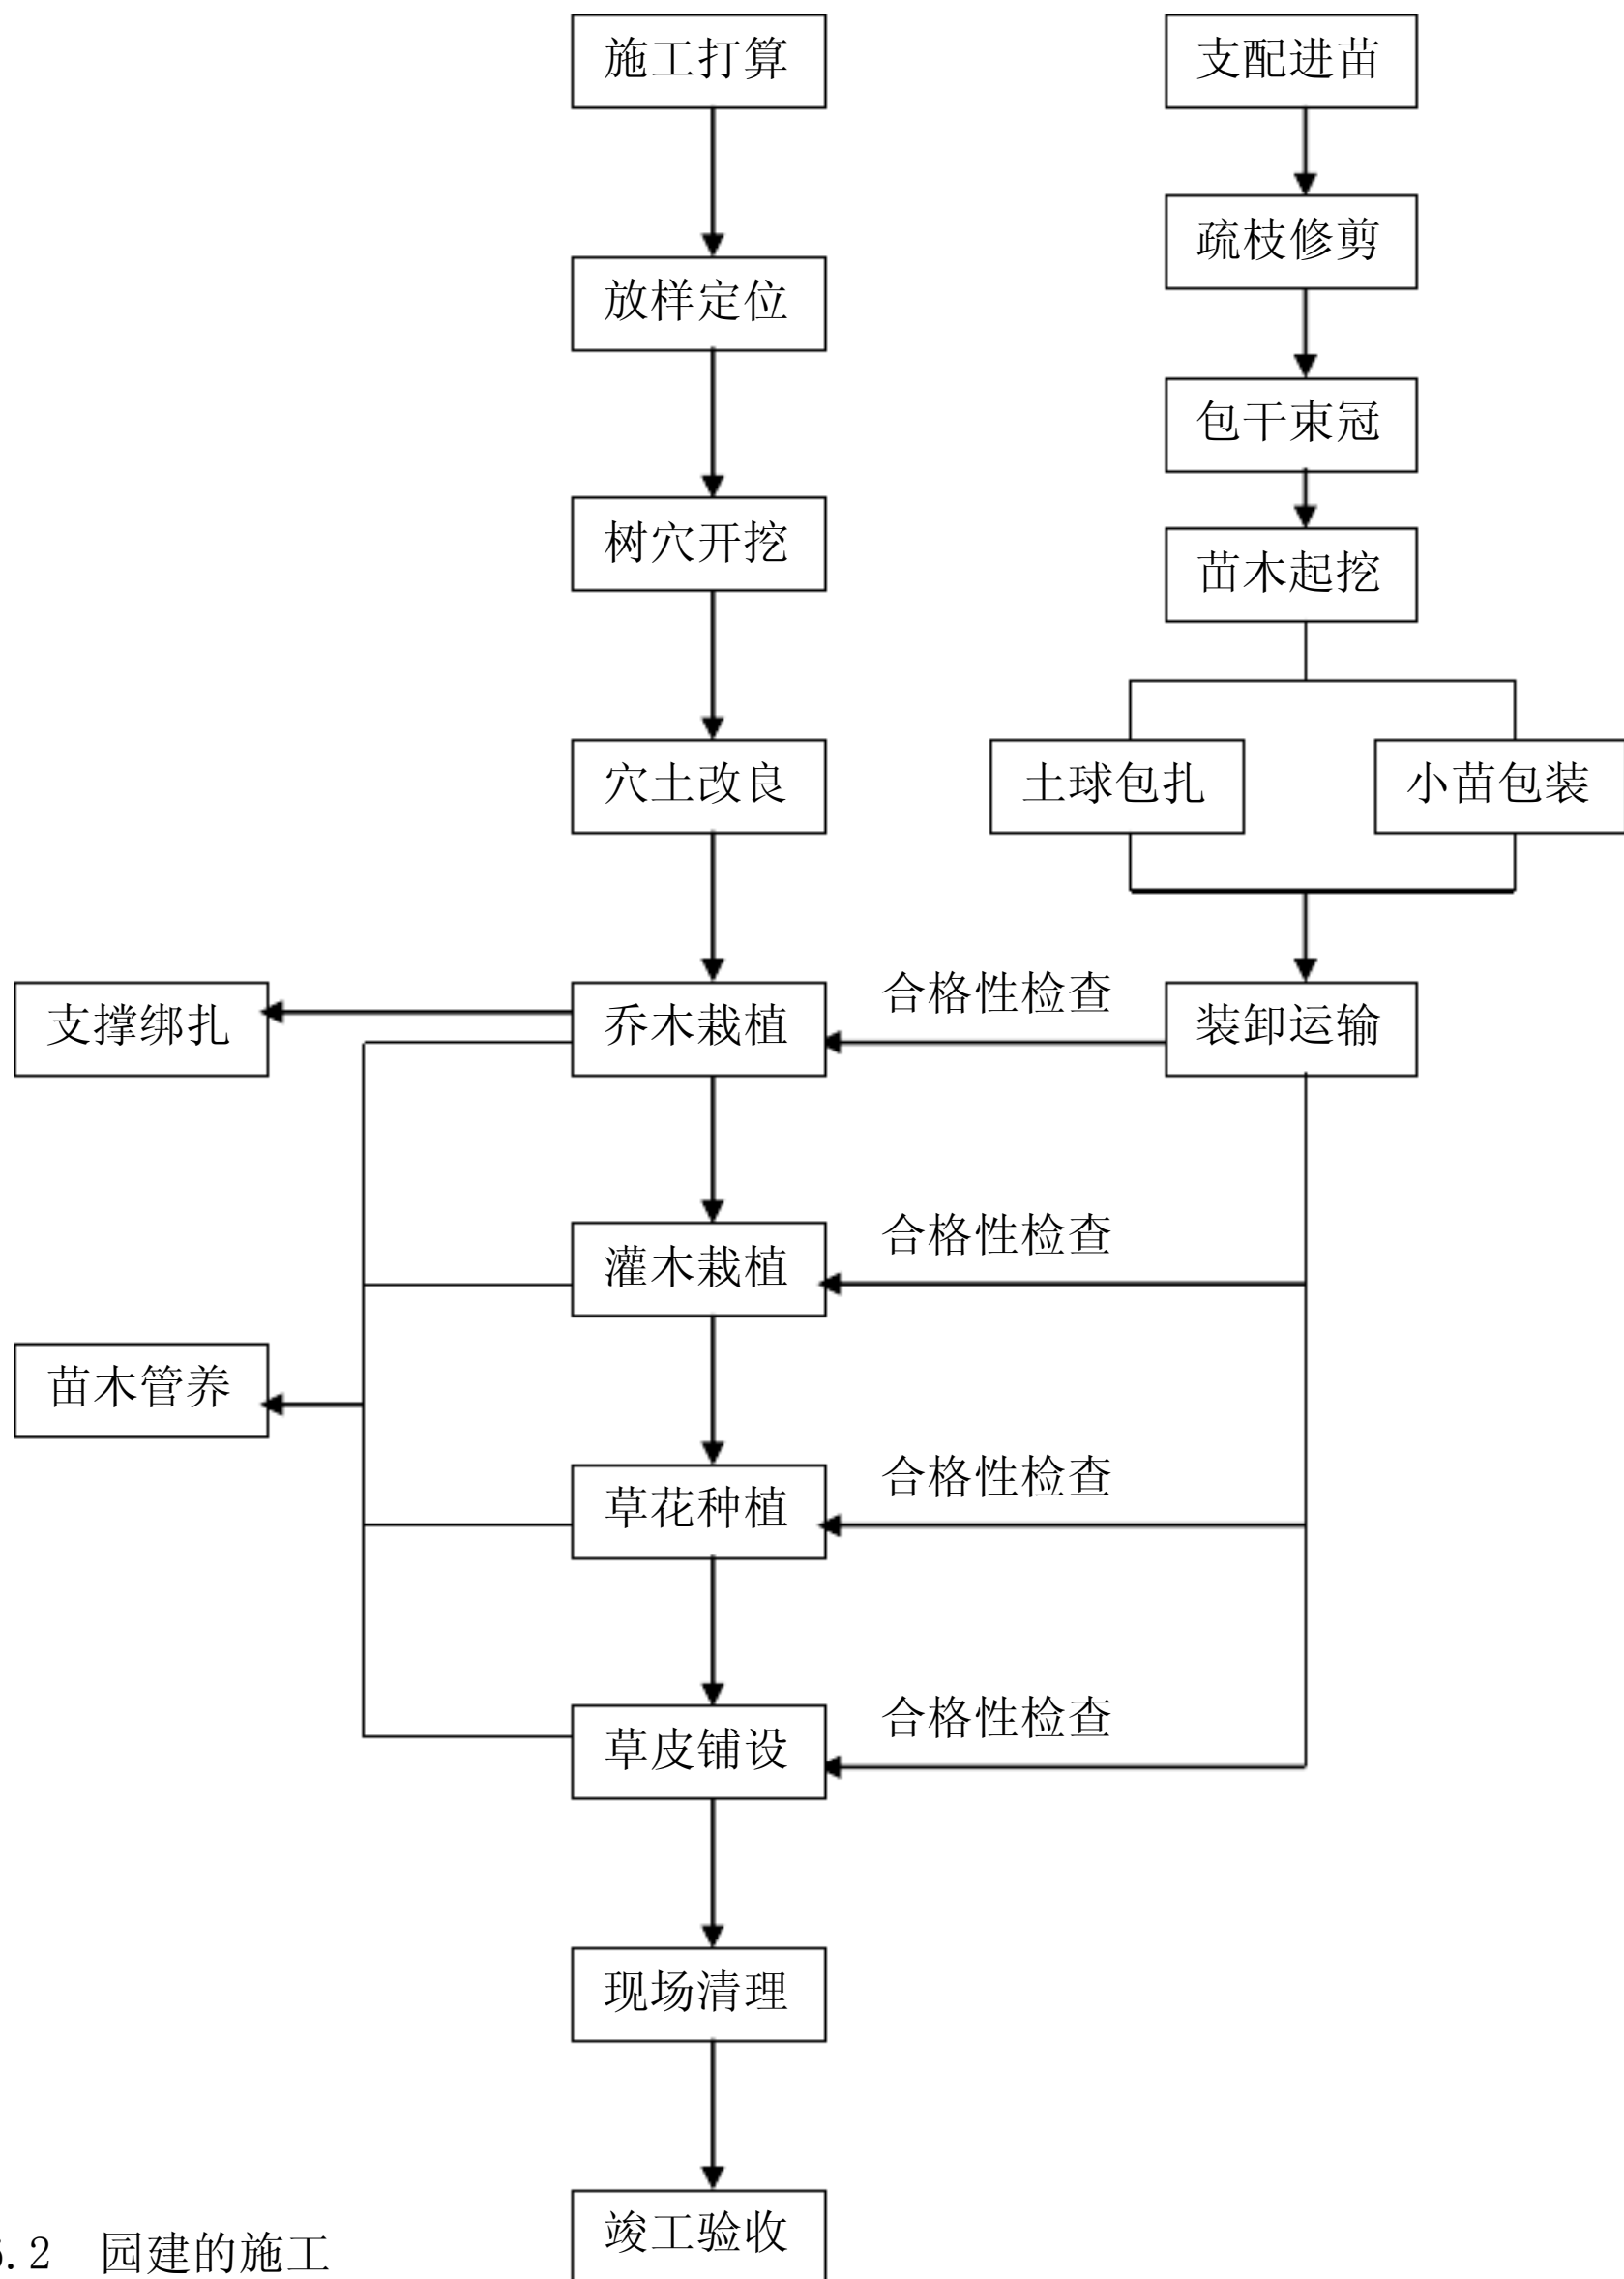 施工打算
支配进苗
疏枝修剪
放样定位
包干束冠
树穴开挖
苗木起挖
穴土改良
土球包扎
小苗包装
支撑绑扎
乔木栽植
合格性检查
装卸运输
灌木栽植
合格性检查
苗木管养
草花种植
合格性检查
草皮铺设
合格性检查
现场清理
竣工验收
.2 园建的施工